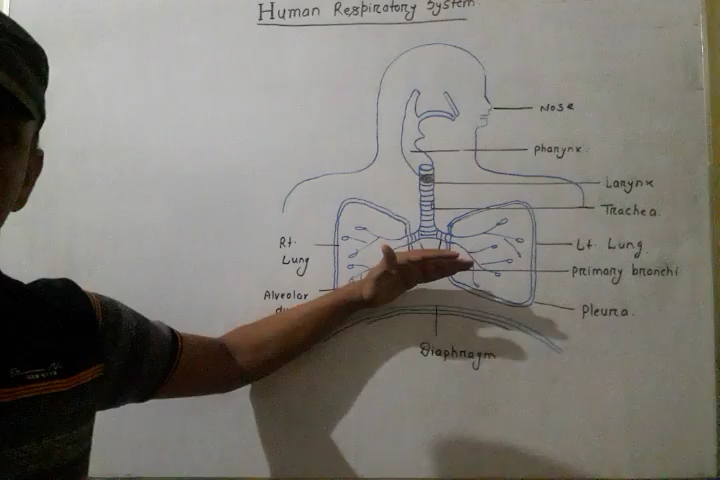 Human Respiratory System
Nose
pharynx.
Larynx
Trachea.
Rt.
Lung
Lt. Lung
primary bronchi
Alveolar
Pleura.
Diaphragm